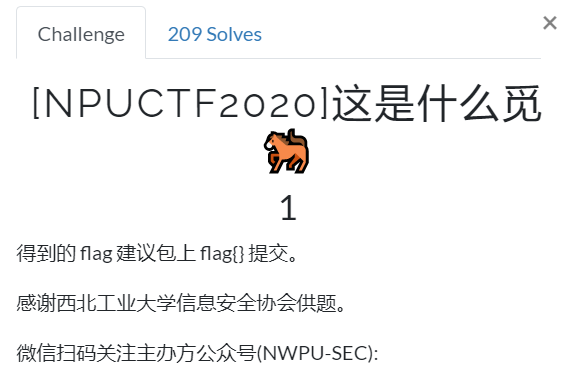 Challenge
209 Solves
×
[NPUCTF2020]这是什么觅
🐎
1
得到的 flag 建议包上 flag{} 提交。
感谢西北工业大学信息安全协会供题。
微信扫码关注主办方公众号(NWPU-SEC):